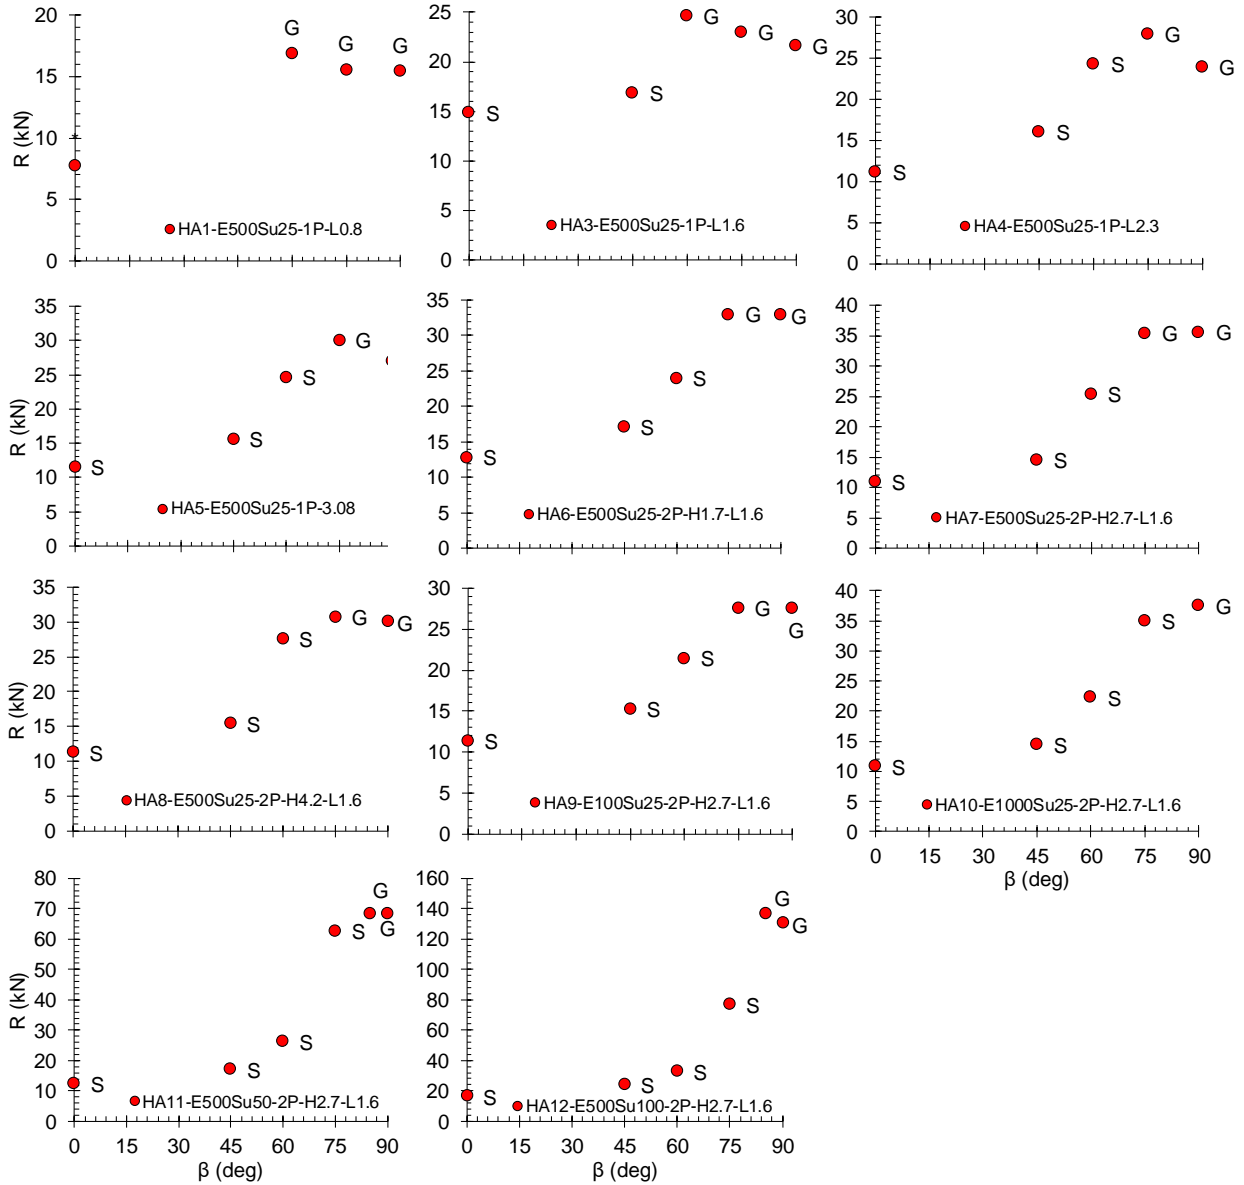 20
15
10
5
0
R (kN)
G
G
G
HA1-E500Su25-1P-L0.8
25
20
15
10
5
0
S
S
G
G
G
HA3-E500Su25-1P-L1.6
30
25
20
15
10
5
0
S
S
S
G
G
HA4-E500Su25-1P-L2.3
35
30
25
20
15
10
5
0
R (kN)
S
S
S
G
HA5-E500Su25-1P-3.08
35
30
25
20
15
10
5
0
S
S
S
G
G
HA6-E500Su25-2P-H1.7-L1.6
40
35
30
25
20
15
10
5
0
S
S
S
G
G
HA7-E500Su25-2P-H2.7-L1.6
35
30
25
20
15
10
5
0
R (kN)
S
S
S
G
G
HA8-E500Su25-2P-H4.2-L1.6
30
25
20
15
10
5
0
S
S
S
G
G
HA9-E100Su25-2P-H2.7-L1.6
40
35
30
25
20
15
10
5
0
S
S
S
S
G
HA10-E1000Su25-2P-H2.7-L1.6
0 15 30 45 60 75 90
β (deg)
80
70
60
50
40
30
20
10
0
R (kN)
S
S
S
S
G
G
HA11-E500Su50-2P-H2.7-L1.6
0 15 30 45 60 75 90
β (deg)
160
140
120
100
80
60
40
20
0
S
S
S
S
G
G
HA12-E500Su100-2P-H2.7-L1.6
0 15 30 45 60 75 90
β (deg)